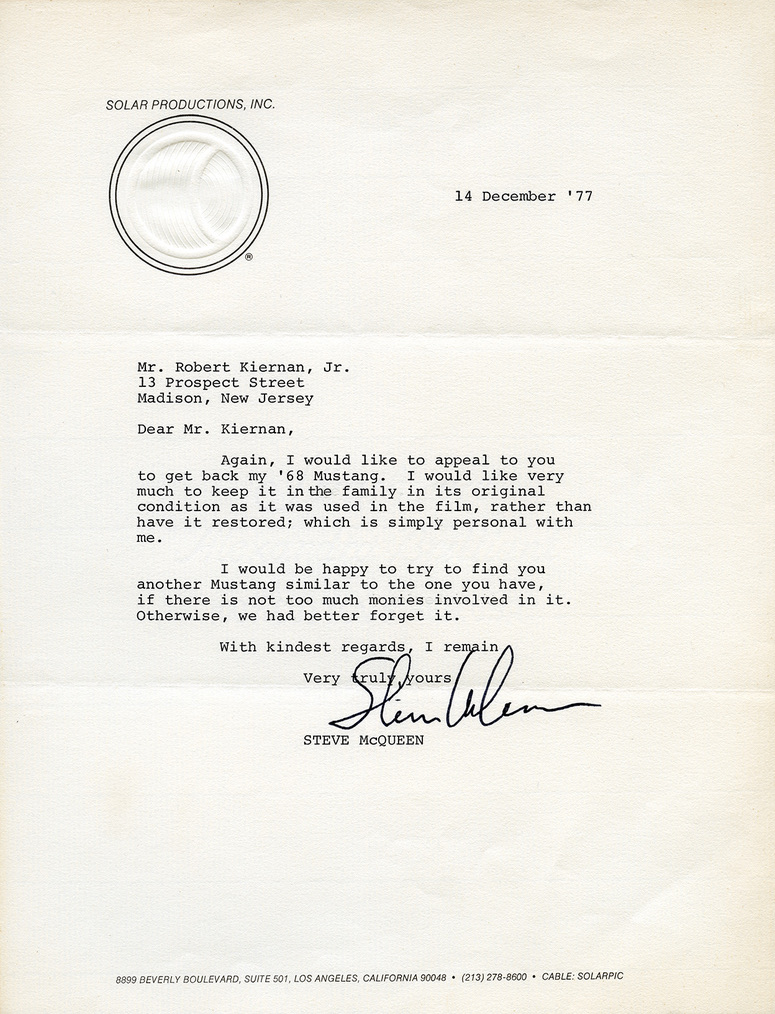 SOLAR PRODUCTIONS, INC.
®
14 December '77
Mr. Robert Kiernan, Jr.
13 Prospect Street
Madison, New Jersey
Dear Mr. Kiernan,
Again, I would like to appeal to you
to get back my '68 Mustang. I would like very
much to keep it in the family in its original
condition as it was used in the film, rather than
have it restored; which is simply personal with
me.
I would be happy to try to find you
another Mustang similar to the one you have,
if there is not too much monies involved in it.
Otherwise, we had better forget it.
With kindest regards, I remain
Very truly yours
STEVE McQUEEN
8899 BEVERLY BOULEVARD, SUITE 501, LOS ANGELES, CALIFORNIA 90048 • (213) 278-8600 • CABLE: SOLARPIC